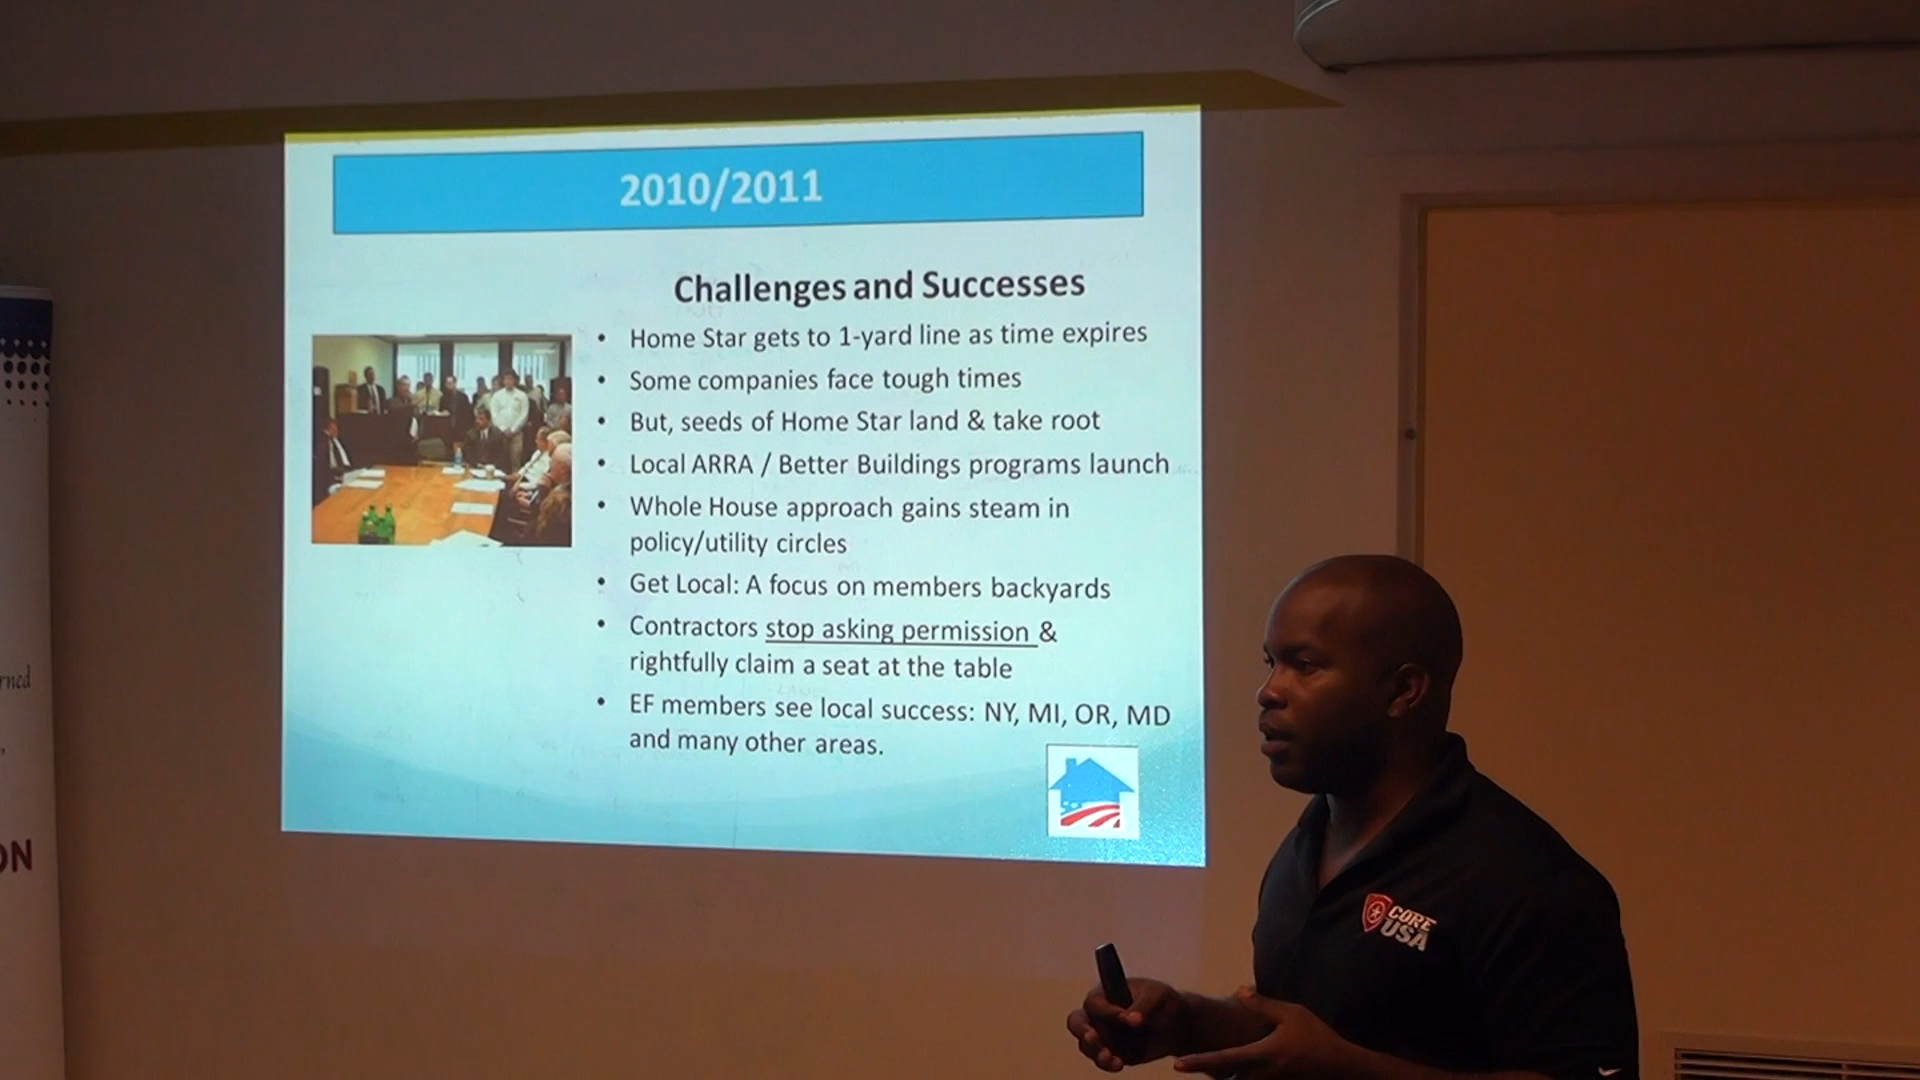 2010/2011
Challenges and Successes
• Home Star gets to 1-yard line as time expires
• Some companies face tough times
• But, seeds of Home Star land & take root
• Local ARRA / Better Buildings programs launch
• Whole House approach gains steam in
policy/utility circles
• Get Local: A focus on members backyards
• Contractors stop asking permission &
rightfully claim a seat at the table
• EF members see local success: NY, MI, OR, MD
and many other areas.
CORE
USA
rned
ON